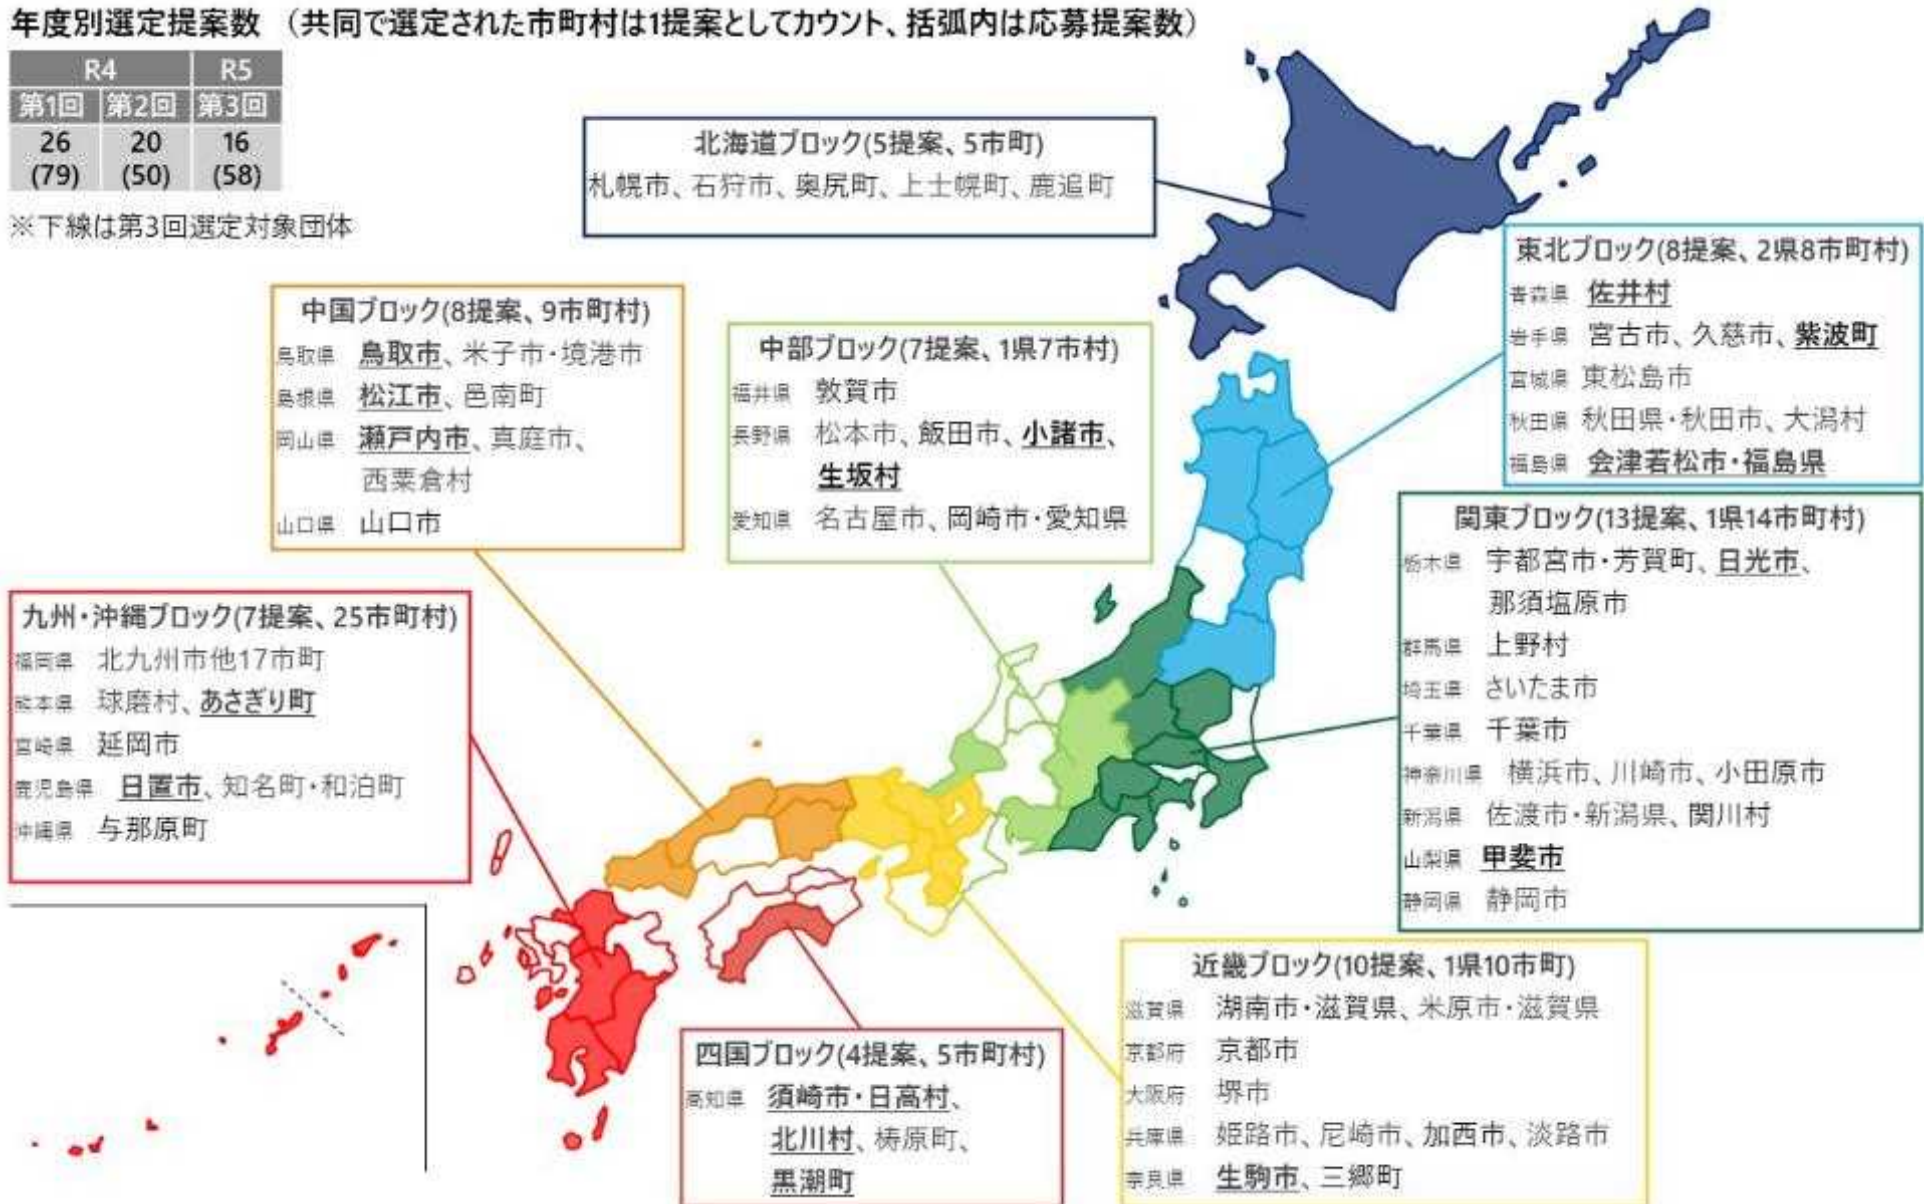 年度別選定提案数 （共同で選定された市町村は1提案としてカウント、括弧内は応募提案数）
R4 R5
第1回 第2回 第3回
26 20 16
(79) (50) (58)
※下線は第3回選定対象団体
北海道ブロック(5提案、5市町)
札幌市、石狩市、奥尻町、上士幌町、鹿追町
東北ブロック(8提案、2県8市町村)
青森県 佐井村
岩手県 宮古市、久慈市、紫波町
宮城県 東松島市
秋田県 秋田県・秋田市、大潟村
福島県 会津若松市・福島県
中国ブロック(8提案、9市町村)
鳥取県 鳥取市、米子市・境港市
島根県 松江市、邑南町
岡山県 瀬戸内市、真庭市、
西粟倉村
山口県 山口市
中部ブロック(7提案、1県7市村)
福井県 敦賀市
長野県 松本市、飯田市、小諸市、
生坂村
愛知県 名古屋市、岡崎市・愛知県
関東ブロック(13提案、1県14市町村)
栃木県 宇都宮市・芳賀町、日光市、
那須塩原市
群馬県 上野村
埼玉県 さいたま市
千葉県 千葉市
神奈川県 横浜市、川崎市、小田原市
新潟県 佐渡市・新潟県、関川村
山梨県 甲斐市
静岡県 静岡市
九州・沖縄ブロック(7提案、25市町村)
福岡県 北九州市他17市町
熊本県 球磨村、あさぎり町
宮崎県 延岡市
鹿児島県 日置市、知名町・和泊町
沖縄県 与那原町
近畿ブロック(10提案、1県10市町)
滋賀県 湖南市・滋賀県、米原市・滋賀県
京都府 京都市
大阪府 堺市
兵庫県 姫路市、尼崎市、加西市、淡路市
奈良県 生駒市、三郷町
四国ブロック(4提案、5市町村)
高知県 須崎市・日高村、
北川村、梼原町、
黒潮町